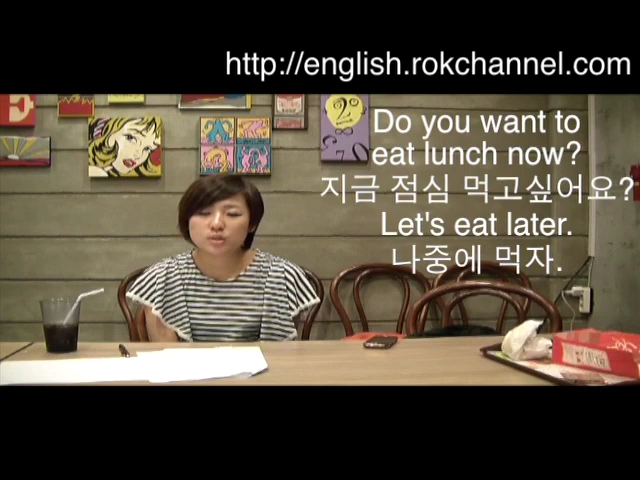 http://english.rokchannel.com
Do you want to
eat lunch now?
지금 점심 먹고싶어요?
Let's eat later.
나중에 먹자.